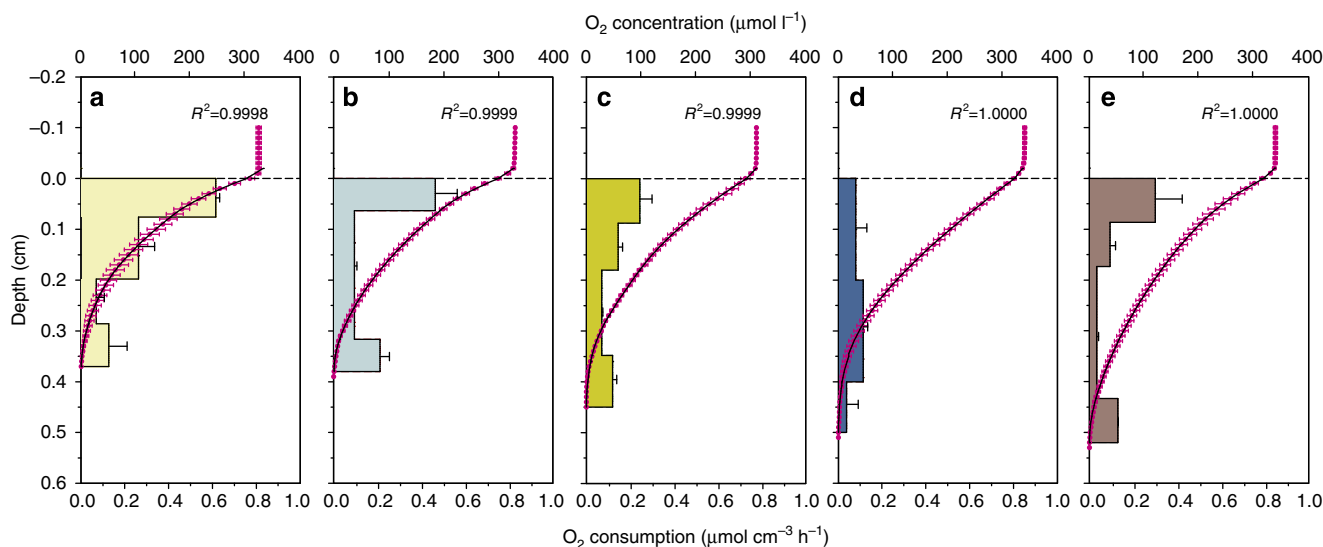 O₂ concentration (μmol l⁻¹)
0 100 200 300 400 0 100 200 300 400 0 100 200 300 400 0 100 200 300 400 0 100 200 300 400
–0.2
a b c d e
R²=0.9998 R²=0.9999 R²=0.9999 R²=1.0000 R²=1.0000
–0.1
0.0
0.1
0.2
Depth (cm)
0.3
0.4
0.5
0.6
0.0 0.2 0.4 0.6 0.8 1.0 0.0 0.2 0.4 0.6 0.8 1.0 0.0 0.2 0.4 0.6 0.8 1.0 0.0 0.2 0.4 0.6 0.8 1.0 0.0 0.2 0.4 0.6 0.8 1.0
O₂ consumption (μmol cm⁻³ h⁻¹)